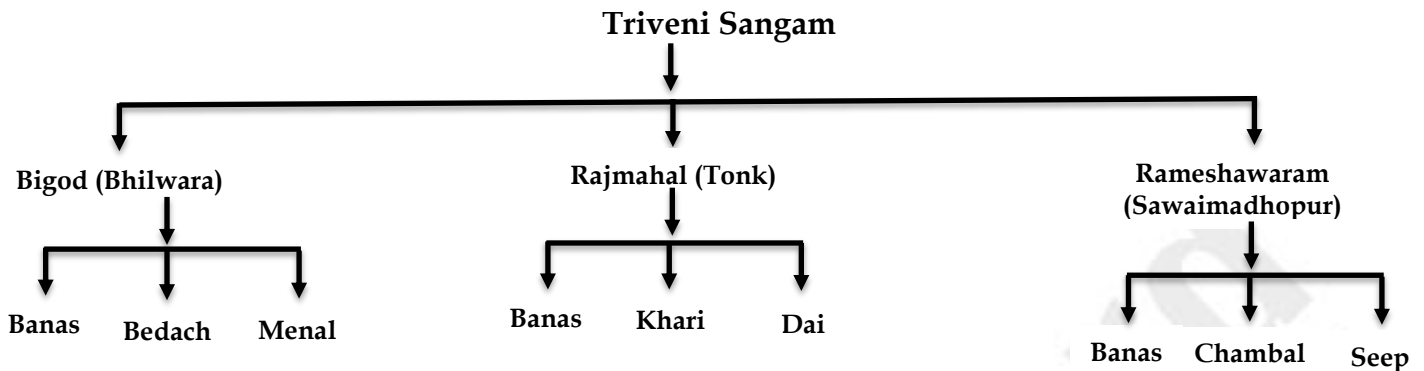 Triveni Sangam
Bigod (Bhilwara)
Rajmahal (Tonk)
Rameshawaram
(Sawaimadhopur)
Banas
Bedach
Menal
Banas
Khari
Dai
Banas
Chambal
Seep